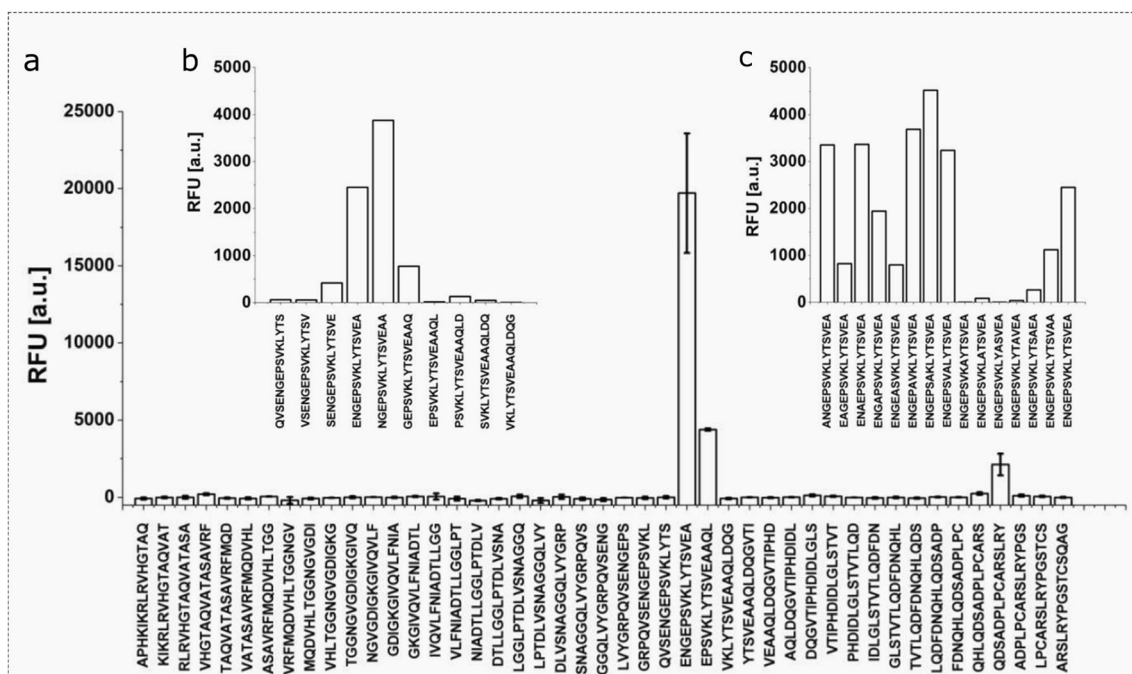 a
RFU [a.u.]
25000
20000
15000
10000
5000
0
APHKIKRLRVHGTAQ
KIKRLRVHGTAQVAT
RLRVHGTAQVATASA
VHGTAQVATASAVRF
TAQVATASAVRFMQD
VATASAVRFMQDVHL
ASAVRFMQDVHLTGG
VRFMQDVHLTGGNGV
MQDVHLTGGNGVGDI
VHLTGGNGVGDIGKG
TGGNGVGDIGKGIVQ
NGVGDIGKGIVQVLF
GDIGKGIVQVLFNIA
GKGIVQVLFNIADTL
IVQVLFNIADTLLGG
VLFNIADTLLGGLPT
NIADTLLGGLPTDLV
DTLLGGLPTDLVSNA
LGGLPTDLVSNAGGQ
LPTDLVSNAGGQLVY
DLVSNAGGQLVYGRP
SNAGGQLVYGRPQVS
GGQLVYGRPQVSENG
LVYGRPQVSENGEPS
GRPQVSENGEPSVKL
QVSENGEPSVKLYTS
ENGEPSVKLYTSVEA
EPSVKLYTSVEAAQL
VKLYTSVEAAQLDQG
YTSVEAAQLDQGVTI
VEAAQLDQGVTIPHD
AQLDQGVTIPHDIDL
DQGVTIPHDIDLGLS
VTIPHDIDLGLSTVT
PHDIDLGLSTVTLQD
IDLGLSTVTLQDFDN
GLSTVTLQDFDNQHL
TVTLQDFDNQHLQDS
LQDFDNQHLQDSADP
FDNQHLQDSADPLPC
QHLQDSADPLPCARS
QDSADPLPCARSLRY
ADPLPCARSLRYPGS
LPCARSLRYPGSTCS
ARSLRYPGSTCSQAG
b
RFU [a.u.]
5000
4000
3000
2000
1000
0
QVSENGEPSVKLYTS
VSENGEPSVKLYTSV
SENGEPSVKLYTSVE
ENGEPSVKLYTSVEA
NGEPSVKLYTSVEAA
GEPSVKLYTSVEAAQ
EPSVKLYTSVEAAQL
PSVKLYTSVEAAQLD
SVKLYTSVEAAQLDQ
VKLYTSVEAAQLDQG
c
RFU [a.u.]
5000
4000
3000
2000
1000
0
ANGEPSVKLYTSVEA
EAGEPSVKLYTSVEA
ENAEPSVKLYTSVEA
ENGAPSVKLYTSVEA
ENGEASVKLYTSVEA
ENGEPAVKLYTSVEA
ENGEPSAKLYTSVEA
ENGEPSVALYTSVEA
ENGEPSVKAYTSVEA
ENGEPSVKLATSVEA
ENGEPSVKLYASVEA
ENGEPSVKLYTAVEA
ENGEPSVKLYTSAEA
ENGEPSVKLYTSVAA
ENGEPSVKLYTSVEA